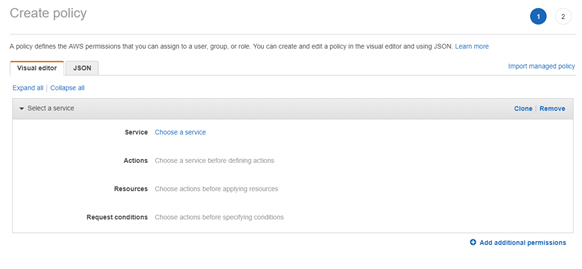 Create policy
1 2
A policy defines the AWS permissions that you can assign to a user, group, or role. You can create and edit a policy in the visual editor and using JSON. Learn more
Visual editor JSON Import managed policy
Expand all | Collapse all
Select a service Clone | Remove
Service Choose a service
Actions Choose a service before defining actions
Resources Choose actions before applying resources
Request conditions Choose actions before specifying conditions
Add additional permissions